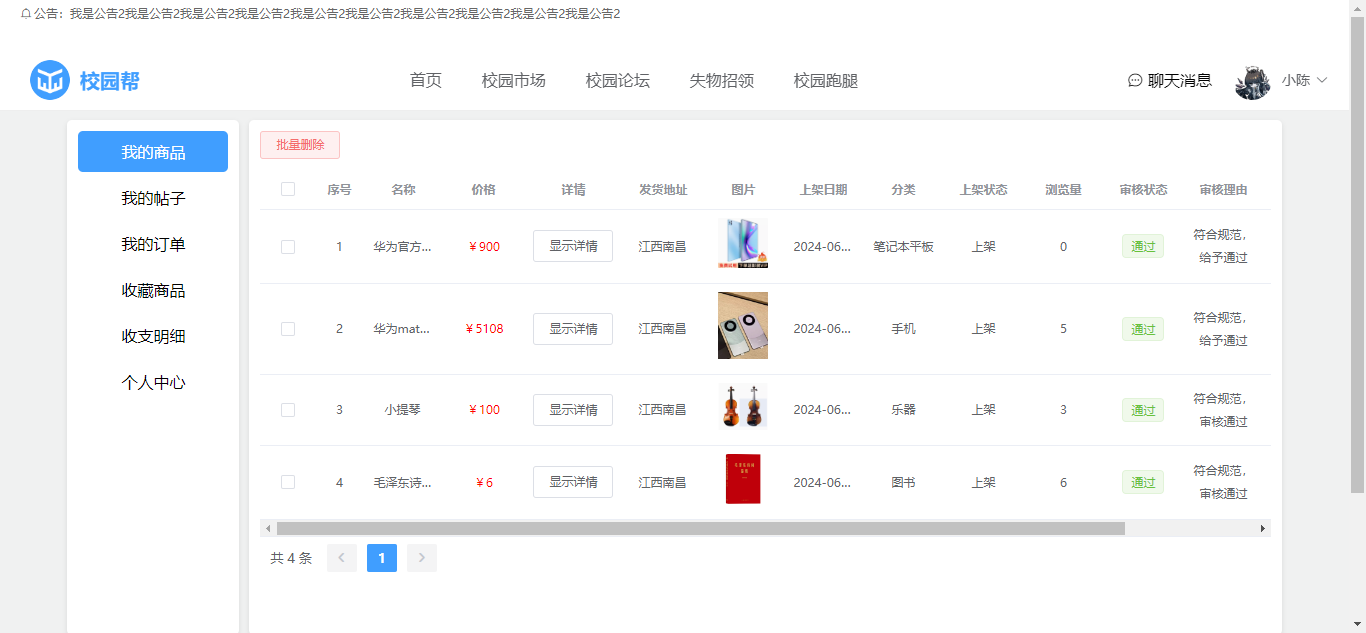 公告：我是公告2我是公告2我是公告2我是公告2我是公告2我是公告2我是公告2我是公告2我是公告2我是公告2
校园帮
首页 校园市场 校园论坛 失物招领 校园跑腿
聊天消息 小陈
我的商品
我的帖子
我的订单
收藏商品
收支明细
个人中心
批量删除
序号 名称 价格 详情 发货地址 图片 上架日期 分类 上架状态 浏览量 审核状态 审核理由
1 华为官方... ￥900 显示详情 江西南昌 2024-06... 笔记本平板 上架 0 通过 符合规范，
给予通过
2 华为mat... ￥5108 显示详情 江西南昌 2024-06... 手机 上架 5 通过 符合规范，
给予通过
3 小提琴 ￥100 显示详情 江西南昌 2024-06... 乐器 上架 3 通过 符合规范，
审核通过
4 毛泽东诗... ￥6 显示详情 江西南昌 2024-06... 图书 上架 6 通过 符合规范，
审核通过
共 4 条 1